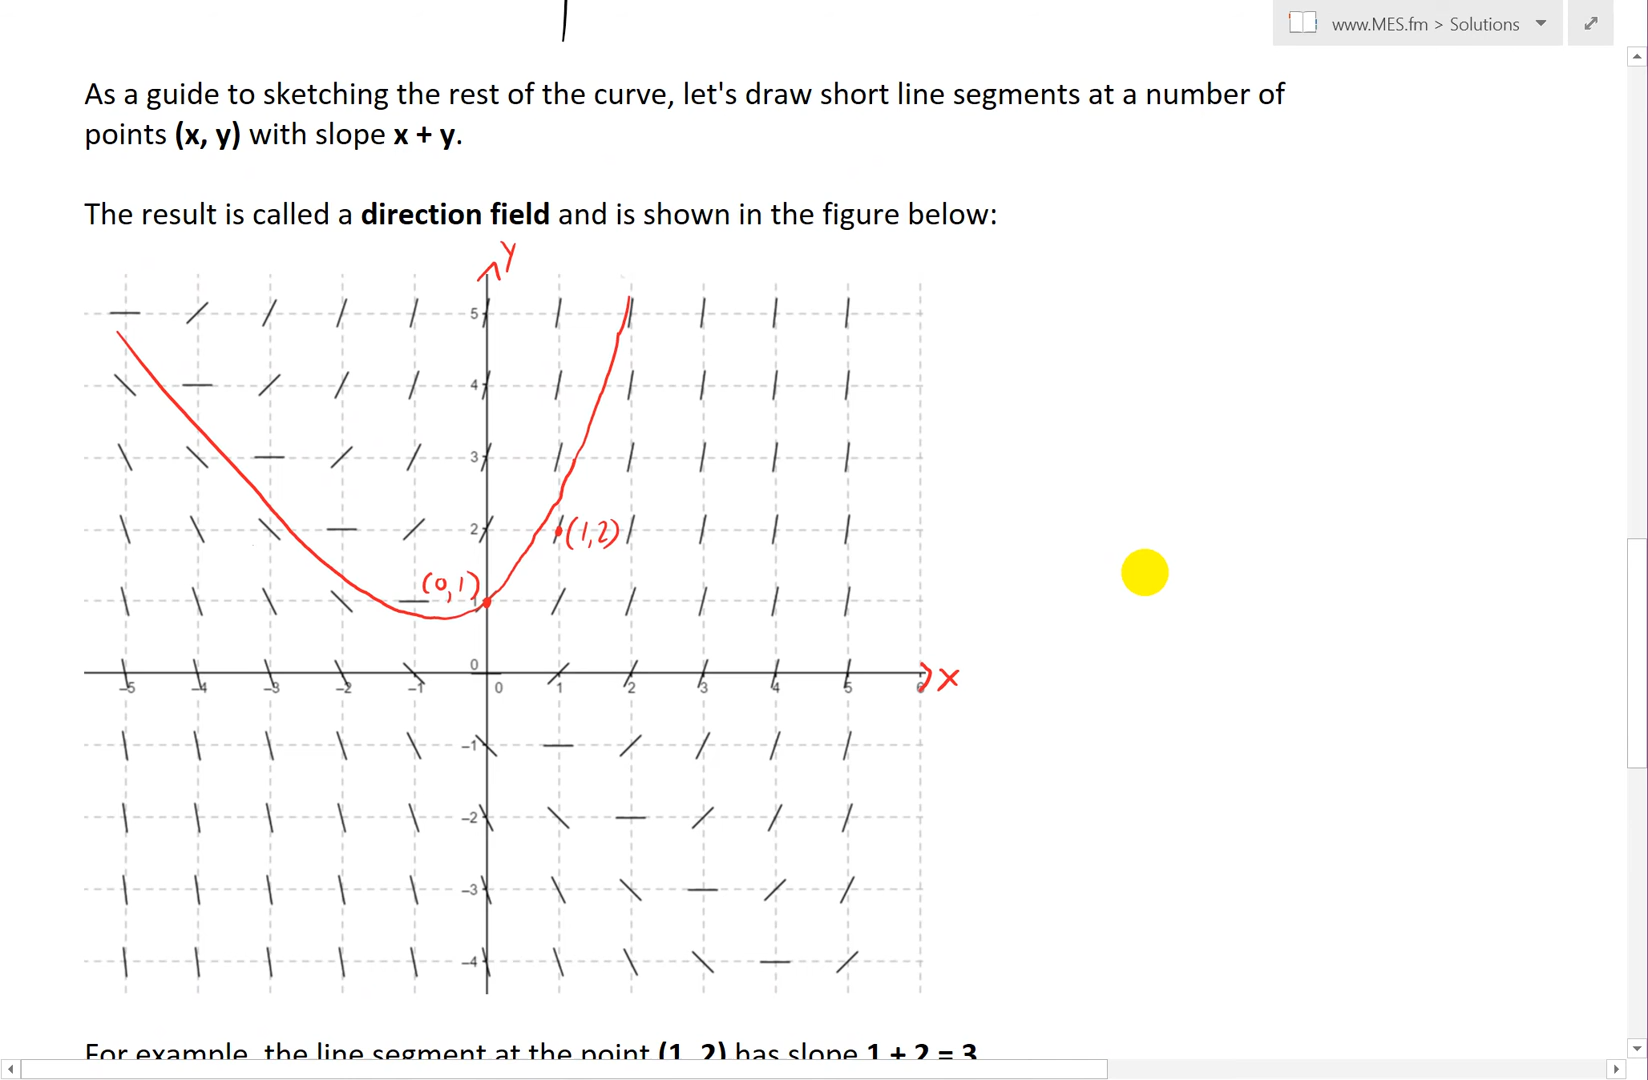 www.MES.fm > Solutions
As a guide to sketching the rest of the curve, let's draw short line segments at a number of
points (x, y) with slope x + y.
The result is called a direction field and is shown in the figure below:
y
5
4
3
2
(1,2)
(0,1)
1
0
-5 -4 -3 -2 -1 0 1 2 3 4 5 6 x
-1
-2
-3
-4
For example, the line segment at the point (1, 2) has slope 1 + 2 = 3